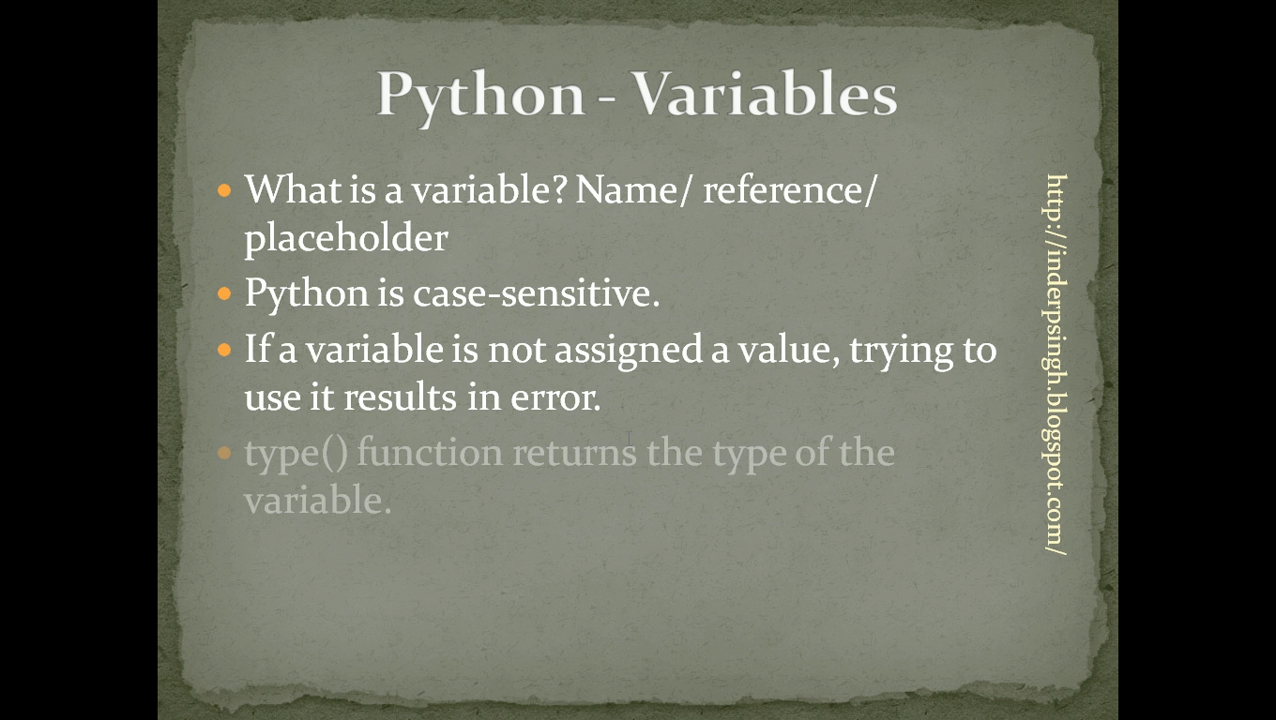 Python - Variables
• What is a variable? Name/ reference/
placeholder
• Python is case-sensitive.
• If a variable is not assigned a value, trying to
use it results in error.
• type() function returns the type of the
variable.
http://inderpsingh.blogspot.com/